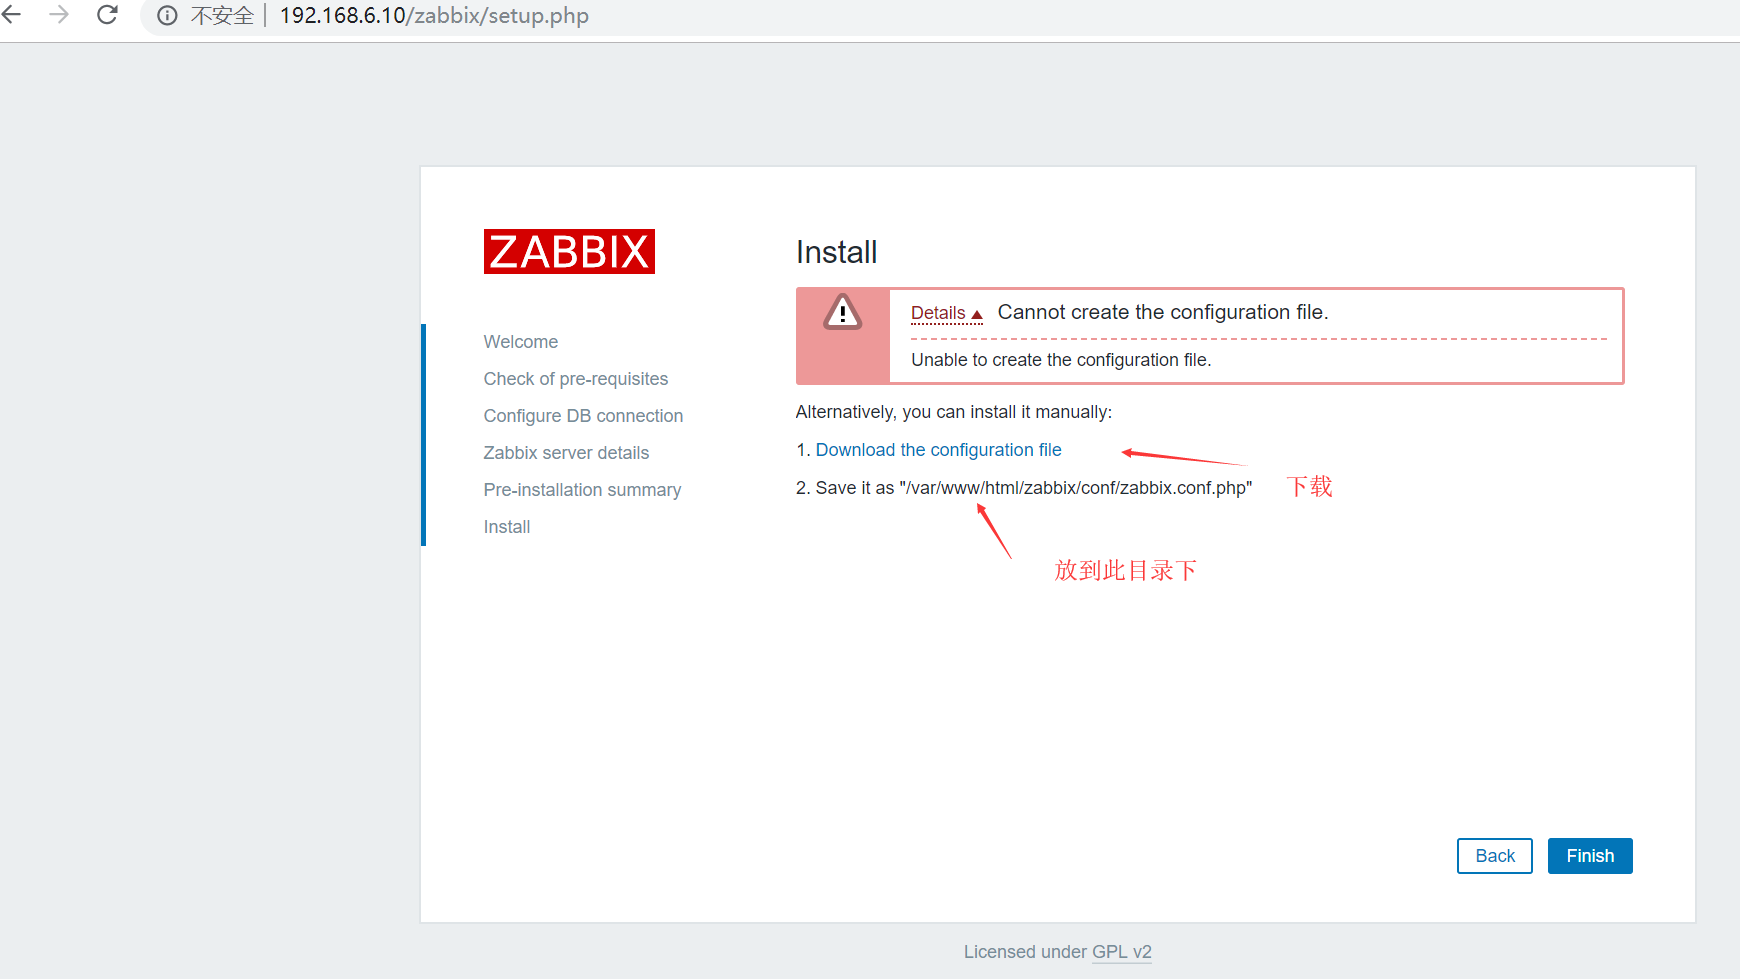 不安全 192.168.6.10/zabbix/setup.php
ZABBIX
Welcome
Check of pre-requisites
Configure DB connection
Zabbix server details
Pre-installation summary
Install
Install
Details Cannot create the configuration file.
Unable to create the configuration file.
Alternatively, you can install it manually:
1. Download the configuration file
2. Save it as "/var/www/html/zabbix/conf/zabbix.conf.php"
下载
放到此目录下
Back Finish
Licensed under GPL v2